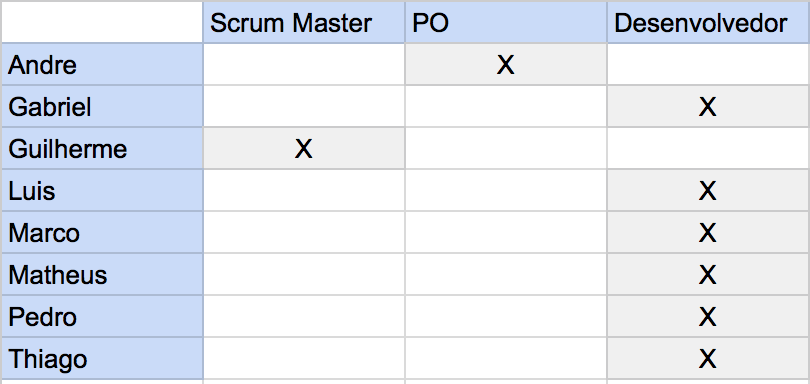 Scrum Master PO Desenvolvedor
Andre X
Gabriel X
Guilherme X
Luis X
Marco X
Matheus X
Pedro X
Thiago X